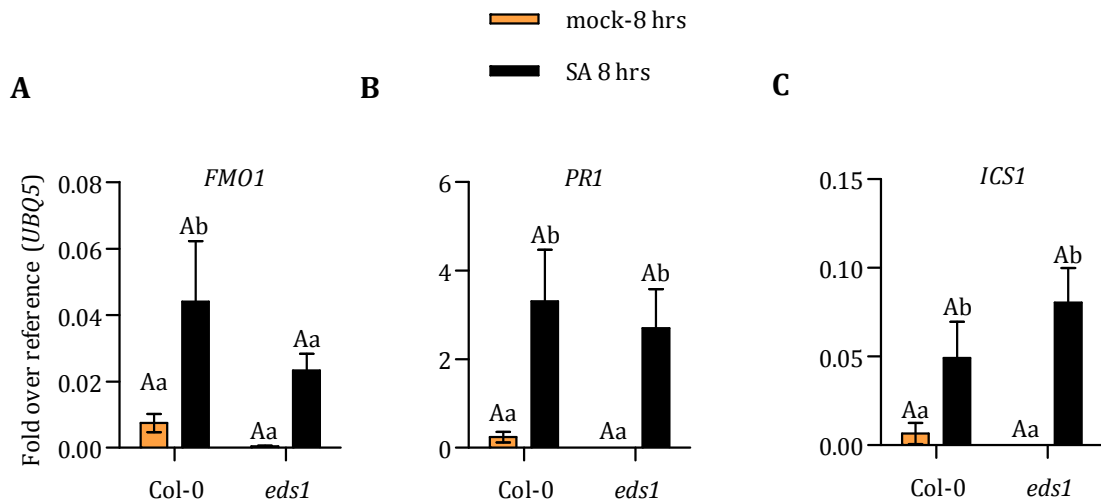 mock-8 hrs
SA 8 hrs
A
B
C
Fold over reference (UBQ5)
FMO1
0.08
0.06
0.04
0.02
0.00
Aa
Ab
Aa
Aa
Col-0
eds1
PR1
6
4
2
0
Aa
Ab
Aa
Ab
Col-0
eds1
ICS1
0.15
0.10
0.05
0.00
Aa
Ab
Aa
Ab
Col-0
eds1